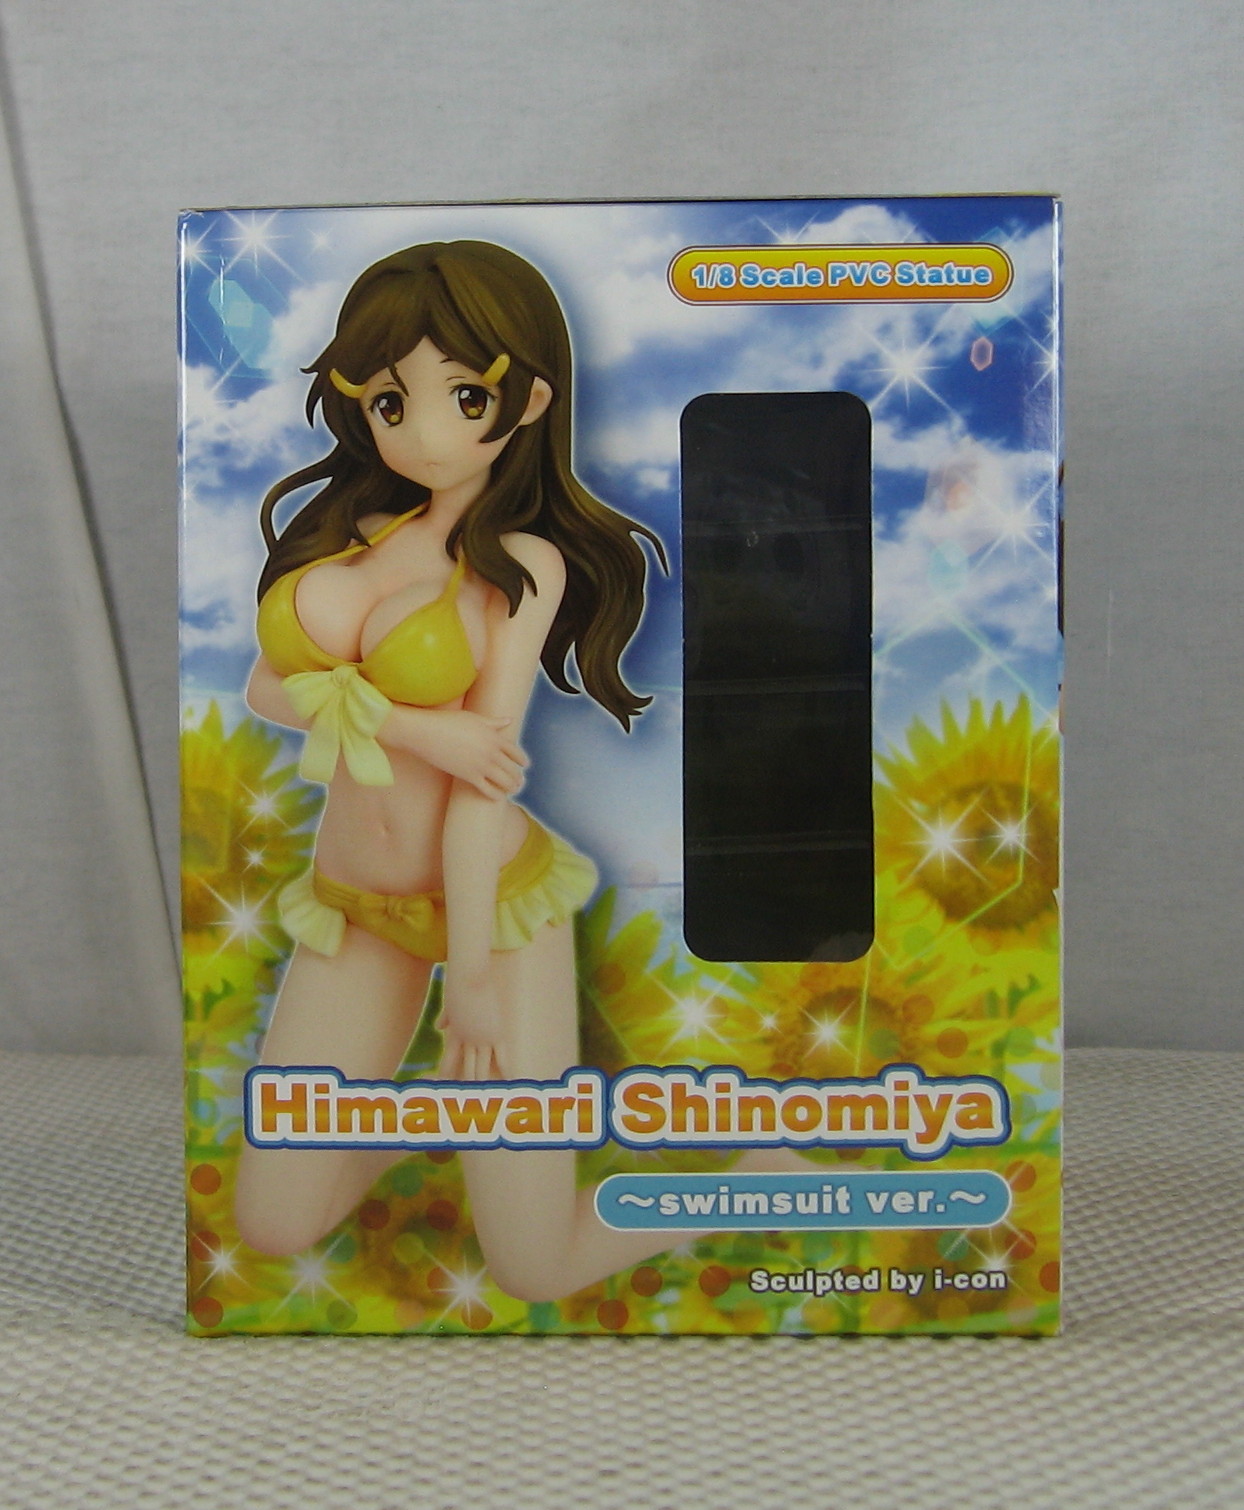 1/8 Scale PVC Statue
Himawari Shinomiya
～swimsuit ver.～
Sculpted by i-con